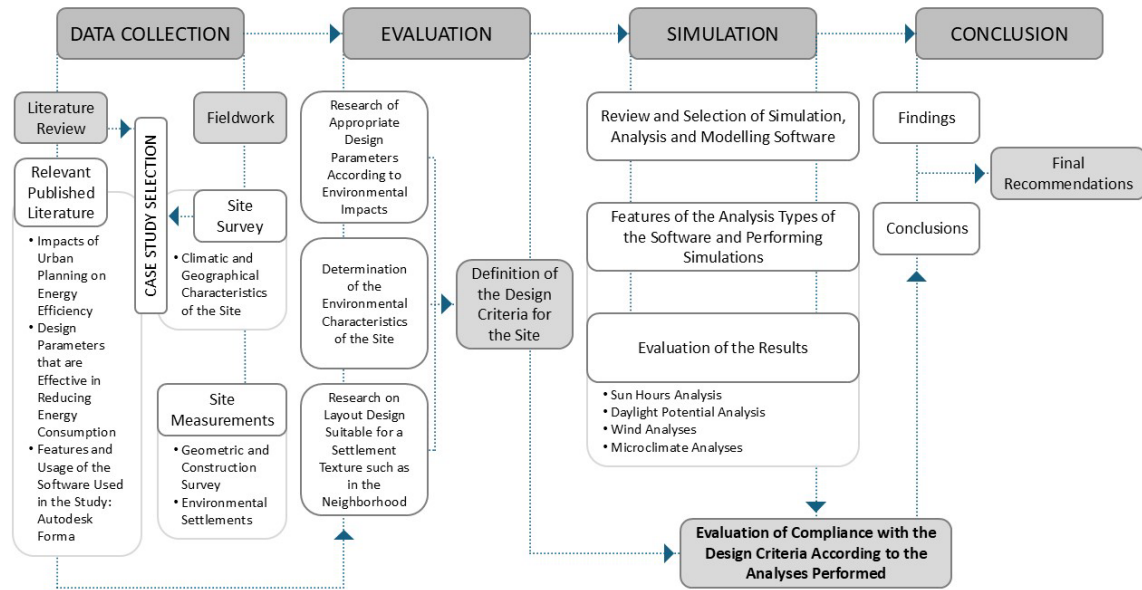 DATA COLLECTION
EVALUATION
SIMULATION
CONCLUSION
Literature
Review
Fieldwork
CASE STUDY SELECTION
Relevant
Published
Literature
• Impacts of
Urban
Planning on
Energy
Efficiency
• Design
Parameters
that are
Effective in
Reducing
Energy
Consumption
• Features and
Usage of the
Software Used
in the Study:
Autodesk
Forma
Site
Survey
• Climatic and
Geographical
Characteristics
of the Site
Site
Measurements
• Geometric and
Construction
Survey
• Environmental
Settlements
Research of
Appropriate
Design
Parameters
According to
Environmental
Impacts
Determination
of the
Environmental
Characteristics
of the Site
Research on
Layout Design
Suitable for a
Settlement
Texture such as
in the
Neighborhood
Definition of
the Design
Criteria for
the Site
Review and Selection of Simulation,
Analysis and Modelling Software
Features of the Analysis Types of
the Software and Performing
Simulations
Evaluation of the Results
• Sun Hours Analysis
• Daylight Potential Analysis
• Wind Analyses
• Microclimate Analyses
Evaluation of Compliance with the
Design Criteria According to the
Analyses Performed
Findings
Conclusions
Final
Recommendations